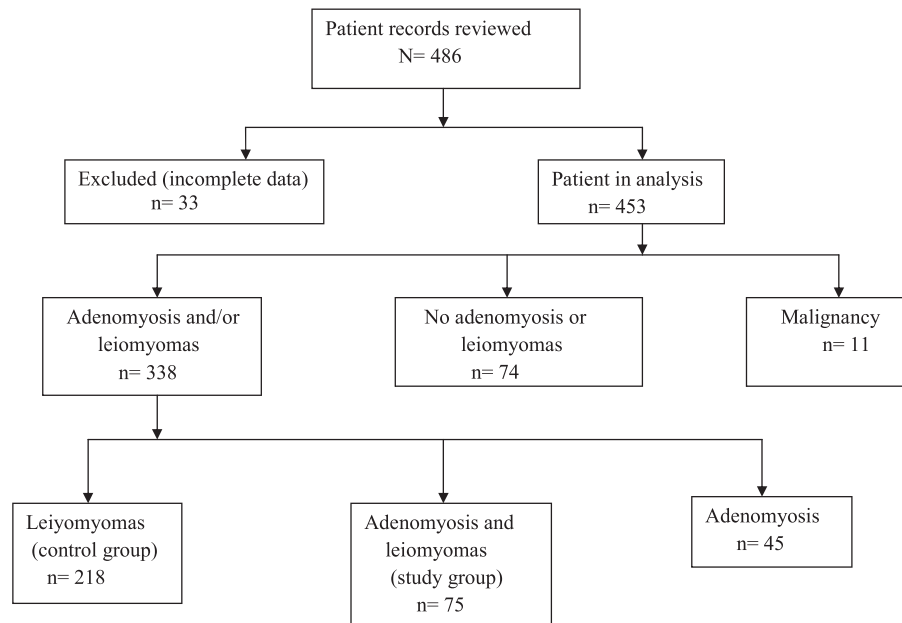 Patient records reviewed
N= 486
Excluded (incomplete data)
n= 33
Patient in analysis
n= 453
Adenomyosis and/or
leiomyomas
n= 338
No adenomyosis or
leiomyomas
n= 74
Malignancy
n= 11
Leiyomyomas
(control group)
n= 218
Adenomyosis and
leiomyomas
(study group)
n= 75
Adenomyosis
n= 45